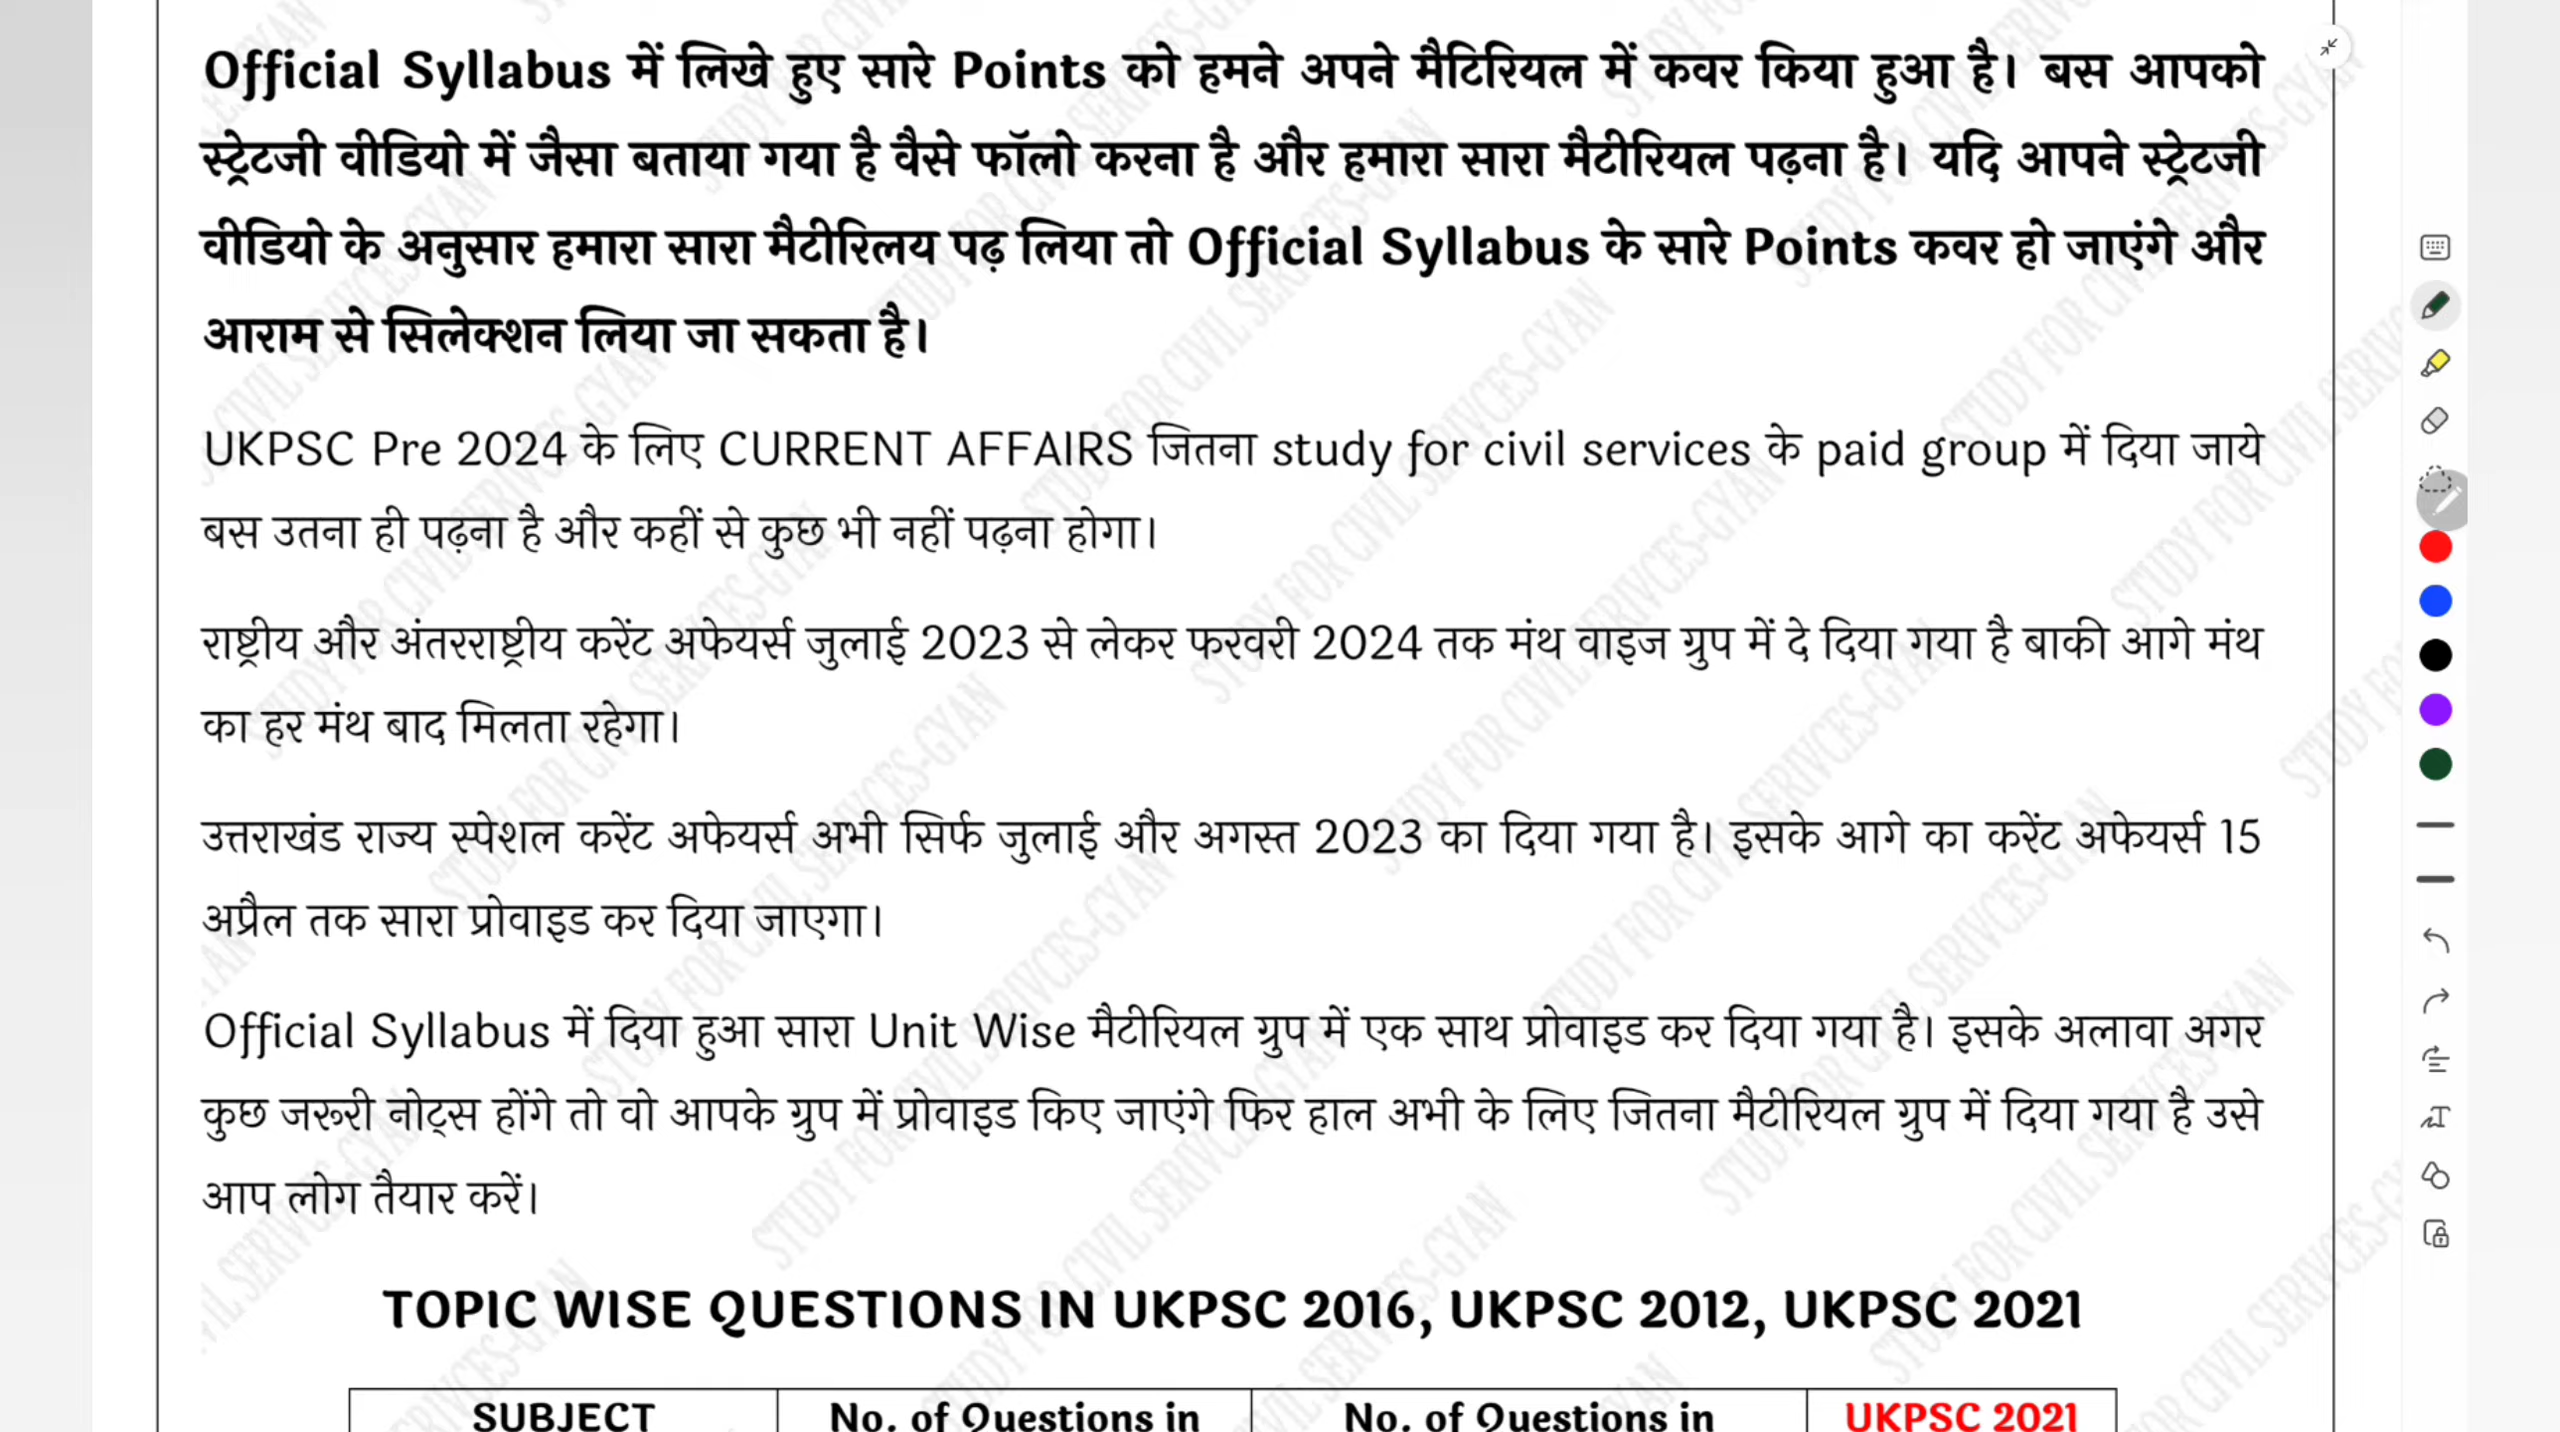 Official Syllabus में लिखे हुए सारे Points को हमने अपने मैटिरियल में कवर किया हुआ है। बस आपको
स्ट्रेटजी वीडियो में जैसा बताया गया है वैसे फॉलो करना है और हमारा सारा मैटीरियल पढ़ना है। यदि आपने स्ट्रेटजी
वीडियो के अनुसार हमारा सारा मैटीरिलय पढ़ लिया तो Official Syllabus के सारे Points कवर हो जाएंगे और
आराम से सिलेक्शन लिया जा सकता है।
UKPSC Pre 2024 के लिए CURRENT AFFAIRS जितना study for civil services के paid group में दिया जाये
बस उतना ही पढ़ना है और कहीं से कुछ भी नहीं पढ़ना होगा।
राष्ट्रीय और अंतरराष्ट्रीय करेंट अफेयर्स जुलाई 2023 से लेकर फरवरी 2024 तक मंथ वाइज ग्रुप में दे दिया गया है बाकी आगे मंथ
का हर मंथ बाद मिलता रहेगा।
उत्तराखंड राज्य स्पेशल करेंट अफेयर्स अभी सिर्फ जुलाई और अगस्त 2023 का दिया गया है। इसके आगे का करेंट अफेयर्स 15
अप्रैल तक सारा प्रोवाइड कर दिया जाएगा।
Official Syllabus में दिया हुआ सारा Unit Wise मैटीरियल ग्रुप में एक साथ प्रोवाइड कर दिया गया है। इसके अलावा अगर
कुछ जरूरी नोट्स होंगे तो वो आपके ग्रुप में प्रोवाइड किए जाएंगे फिर हाल अभी के लिए जितना मैटीरियल ग्रुप में दिया गया है उसे
आप लोग तैयार करें।
TOPIC WISE QUESTIONS IN UKPSC 2016, UKPSC 2012, UKPSC 2021
SUBJECT No. of Questions in No. of Questions in UKPSC 2021
STUDY FOR CIVIL SERIVCES-GYAN